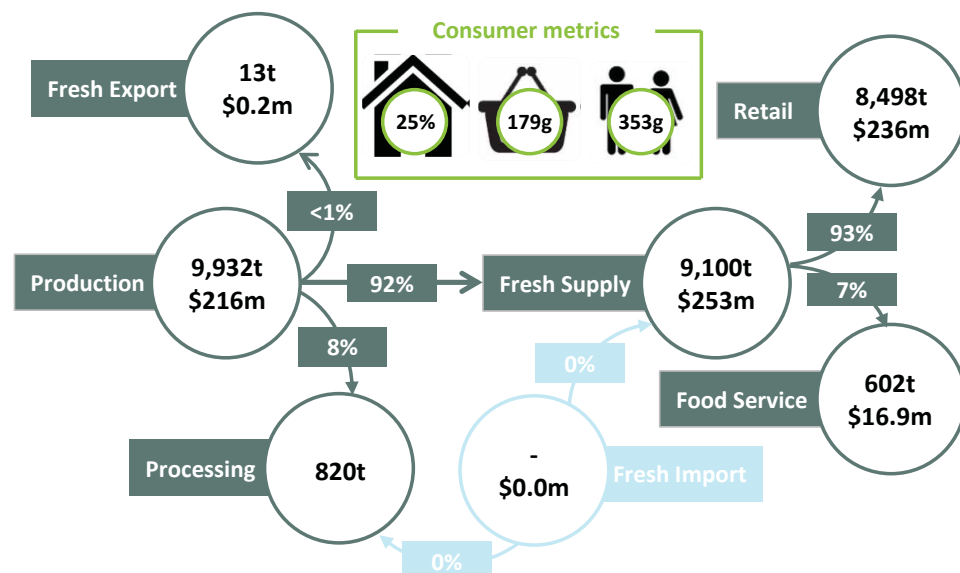 Consumer metrics
25%
179g
353g
Fresh Export
13t
$0.2m
Retail
8,498t
$236m
<1%
93%
Production
9,932t
$216m
92%
Fresh Supply
9,100t
$253m
7%
8%
0%
Food Service
602t
$16.9m
Processing
820t
-
$0.0m
Fresh Import
0%